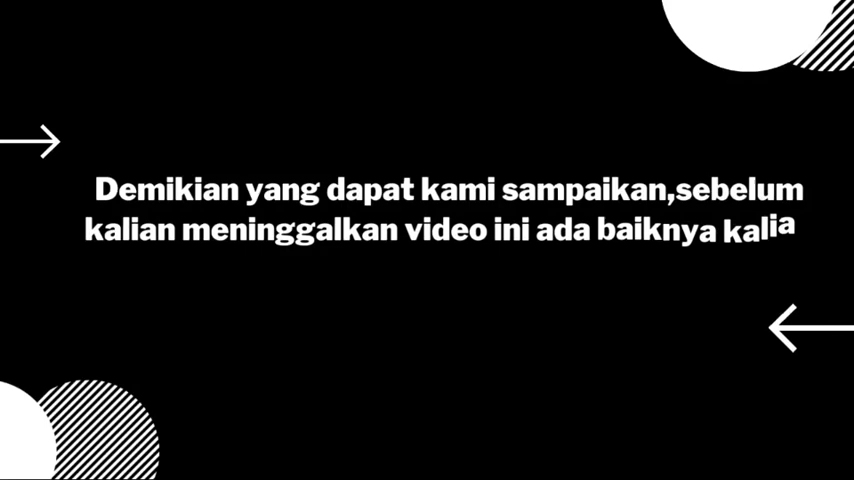 Demikian yang dapat kami sampaikan,sebelum
kalian meninggalkan video ini ada baiknya kalia